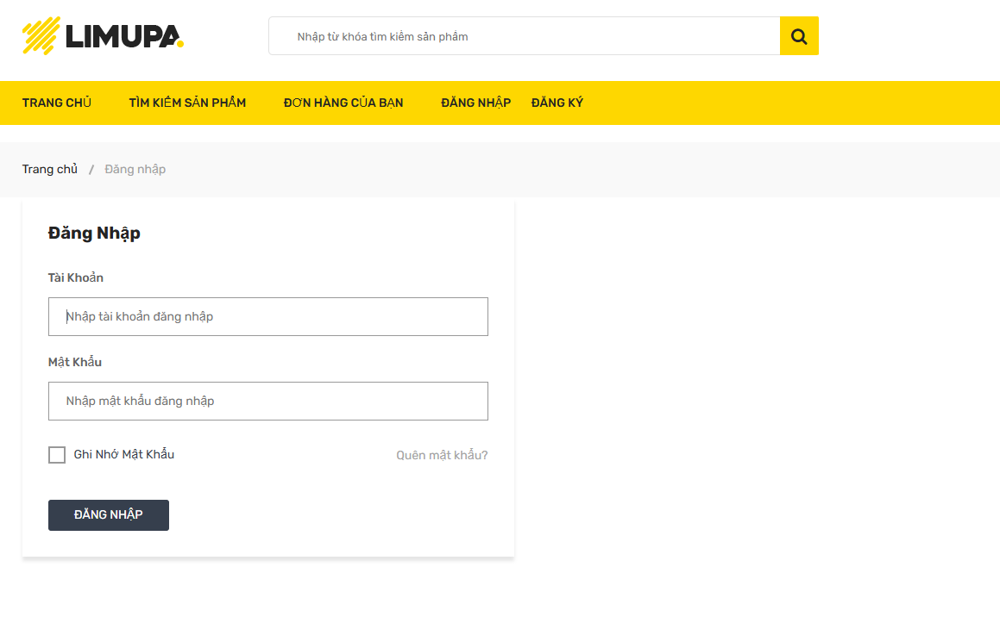 LIMUPA
Nhập từ khóa tìm kiếm sản phẩm
TRANG CHỦ TÌM KIẾM SẢN PHẨM ĐƠN HÀNG CỦA BẠN ĐĂNG NHẬP ĐĂNG KÝ
Trang chủ / Đăng nhập
Đăng Nhập
Tài Khoản
Nhập tài khoản đăng nhập
Mật Khẩu
Nhập mật khẩu đăng nhập
Ghi Nhớ Mật Khẩu Quên mật khẩu?
ĐĂNG NHẬP